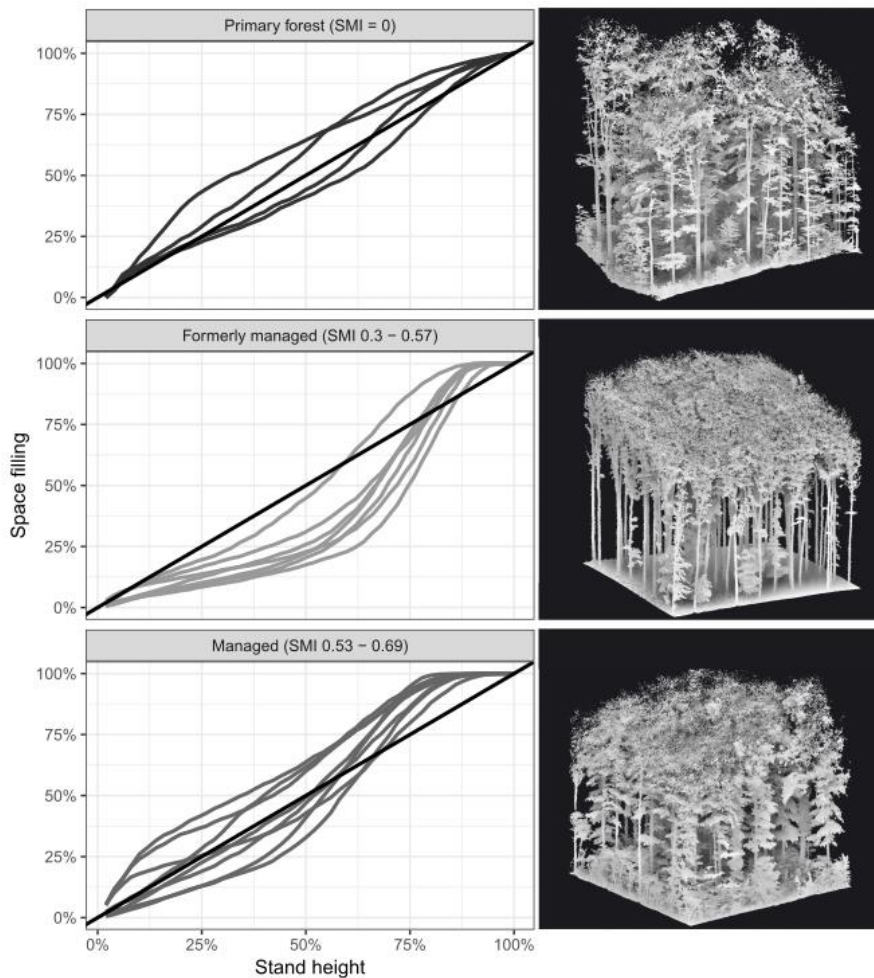 Primary forest (SMI = 0)
100%
75%
50%
25%
0%
Formerly managed (SMI 0.3 − 0.57)
100%
75%
50%
25%
0%
Space filling
Managed (SMI 0.53 − 0.69)
100%
75%
50%
25%
0%
0% 25% 50% 75% 100%
Stand height